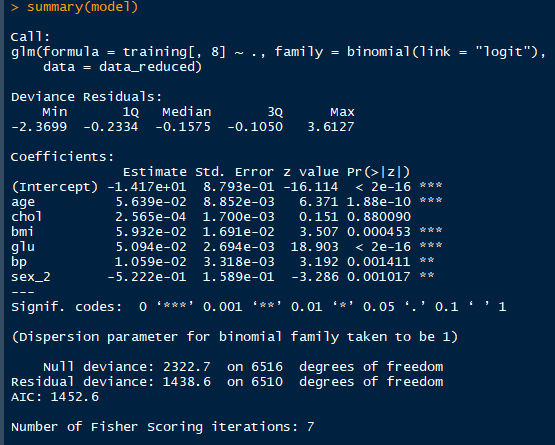 > summary(model)

Call:
glm(formula = training[, 8] ~ ., family = binomial(link = "logit"),
    data = data_reduced)

Deviance Residuals:
    Min       1Q   Median       3Q      Max
-2.3699  -0.2334  -0.1575  -0.1050   3.6127

Coefficients:
              Estimate Std. Error z value Pr(>|z|)
(Intercept) -1.417e+01  8.793e-01 -16.114  < 2e-16 ***
age          5.639e-02  8.852e-03   6.371 1.88e-10 ***
chol         2.565e-04  1.700e-03   0.151 0.880090
bmi          5.932e-02  1.691e-02   3.507 0.000453 ***
glu          5.094e-02  2.694e-03  18.903  < 2e-16 ***
bp           1.059e-02  3.318e-03   3.192 0.001411 **
sex_2       -5.222e-01  1.589e-01  -3.286 0.001017 **
---
Signif. codes:  0 ‘***’ 0.001 ‘**’ 0.01 ‘*’ 0.05 ‘.’ 0.1 ‘ ’ 1

(Dispersion parameter for binomial family taken to be 1)

    Null deviance: 2322.7  on 6516  degrees of freedom
Residual deviance: 1438.6  on 6510  degrees of freedom
AIC: 1452.6

Number of Fisher Scoring iterations: 7